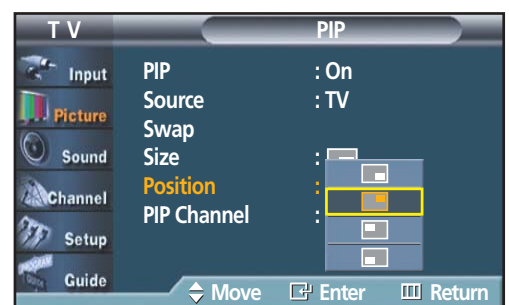 T V
PIP
Input
Picture
Sound
Channel
Setup
Guide
PIP : On
Source : TV
Swap
Size :
Position :
PIP Channel :
Move Enter Return